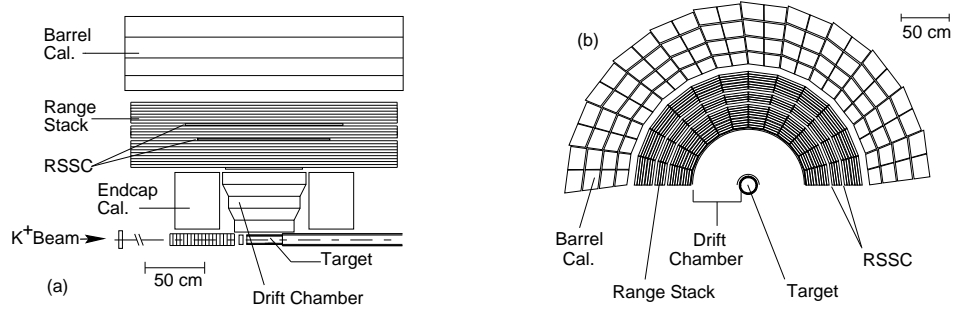 Barrel
Cal.
Range
Stack
RSSC
Endcap
Cal.
K+Beam
50 cm
(a)
Target
Drift Chamber
(b)
50 cm
Barrel
Cal.
Drift
Chamber
RSSC
Range Stack
Target